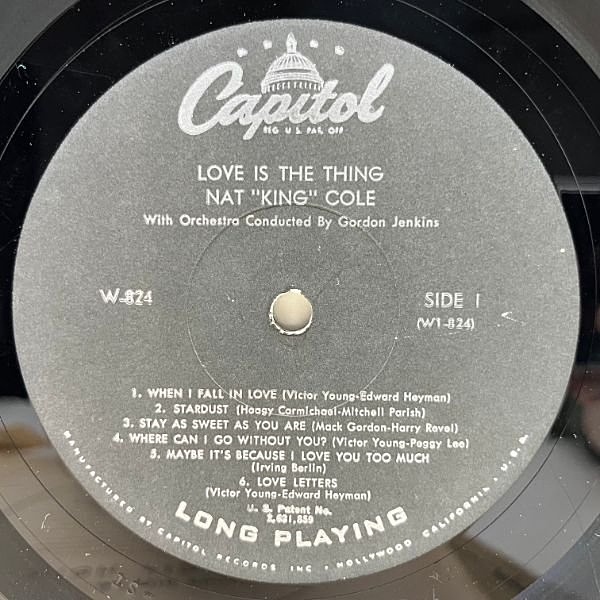 Capitol
REG U.S. PAT. OFF
LOVE IS THE THING
NAT "KING" COLE
With Orchestra Conducted By Gordon Jenkins
W-824
SIDE 1
(W1-824)
1. WHEN I FALL IN LOVE (Victor Young-Edward Heyman)
2. STARDUST (Hoagy Carmichael-Mitchell Parish)
3. STAY AS SWEET AS YOU ARE (Mack Gordon-Harry Revel)
4. WHERE CAN I GO WITHOUT YOU? (Victor Young-Peggy Lee)
5. MAYBE IT'S BECAUSE I LOVE YOU TOO MUCH
(Irving Berlin)
6. LOVE LETTERS
(Victor Young-Edward Heyman)
U. S. Patent No.
2,631,859
LONG PLAYING
MANUFACTURED BY CAPITOL RECORDS INC • HOLLYWOOD CALIFORNIA • U.S.A.